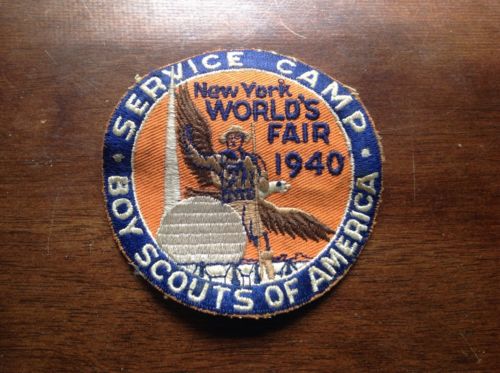 SERVICE CAMP
New York
WORLD'S
FAIR
1940
BOY SCOUTS OF AMERICA